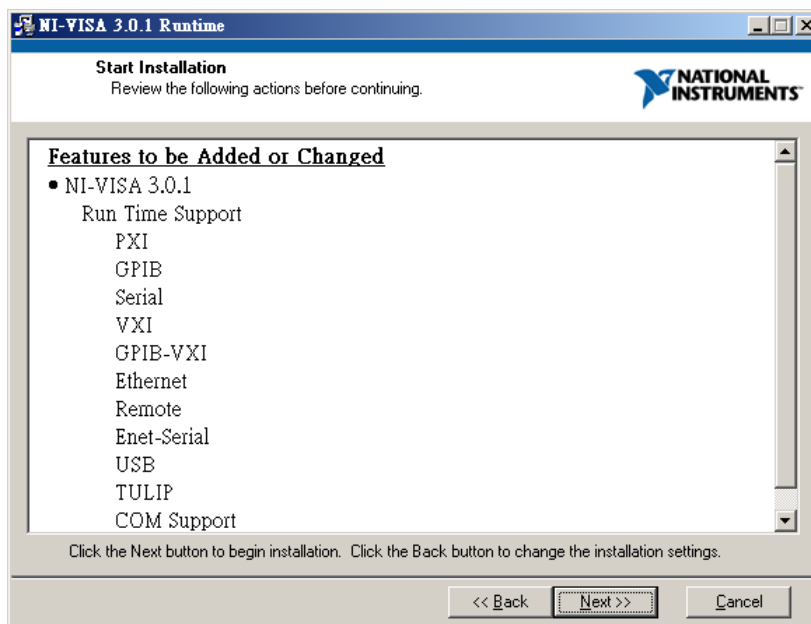 NI-VISA 3.0.1 Runtime
Start Installation
Review the following actions before continuing.
NATIONAL
INSTRUMENTS™
Features to be Added or Changed
• NI-VISA 3.0.1
Run Time Support
PXI
GPIB
Serial
VXI
GPIB-VXI
Ethernet
Remote
Enet-Serial
USB
TULIP
COM Support
Click the Next button to begin installation. Click the Back button to change the installation settings.
<< Back
Next >>
Cancel